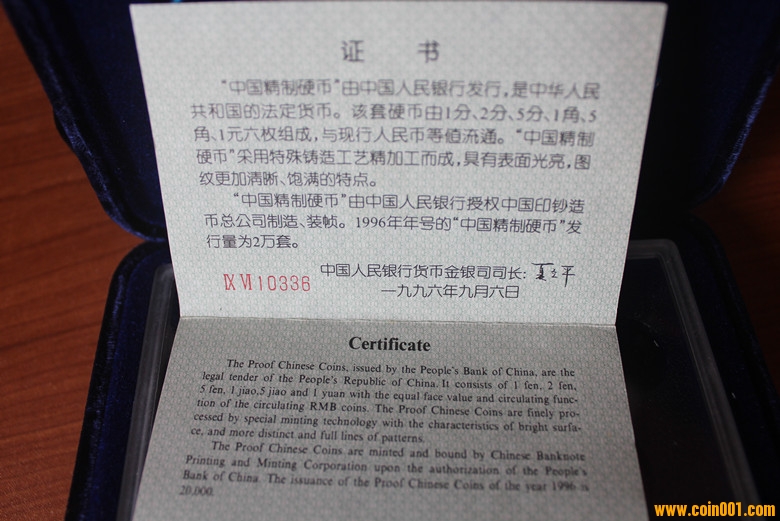 证 书
“中国精制硬币”由中国人民银行发行,是中华人民
共和国的法定货币。该套硬币由1分、2分、5分、1角、5
角、1元六枚组成,与现行人民币等值流通。“中国精制
硬币”采用特殊铸造工艺精加工而成,具有表面光亮,图
纹更加清晰、饱满的特点。
“中国精制硬币”由中国人民银行授权中国印钞造
币总公司制造、装帧。1996年年号的“中国精制硬币”发
行量为2万套。
中国人民银行货币金银司司长: 夏立平
一九九六年九月六日
Ⅸ Ⅵ 10336
Certificate
The Proof Chinese Coins, issued by the People's Bank of China, are the
legal tender of the People's Republic of China. It consists of 1 fen, 2 fen,
5 fen, 1 jiao,5 jiao and 1 yuan with the equal face value and circulating func-
tion of the circulating RMB coins. The Proof Chinese Coins are finely pro-
cessed by special minting technology with the characteristics of bright surfa-
ce, and more distinct and full lines of patterns.
The Proof Chinese Coins are minted and bound by Chinese Banknote
Printing and Minting Corporation upon the authorization of the People's
Bank of China. The issuance of the Proof Chinese Coins of the year 1996 is
20,000.
www.coin001.com